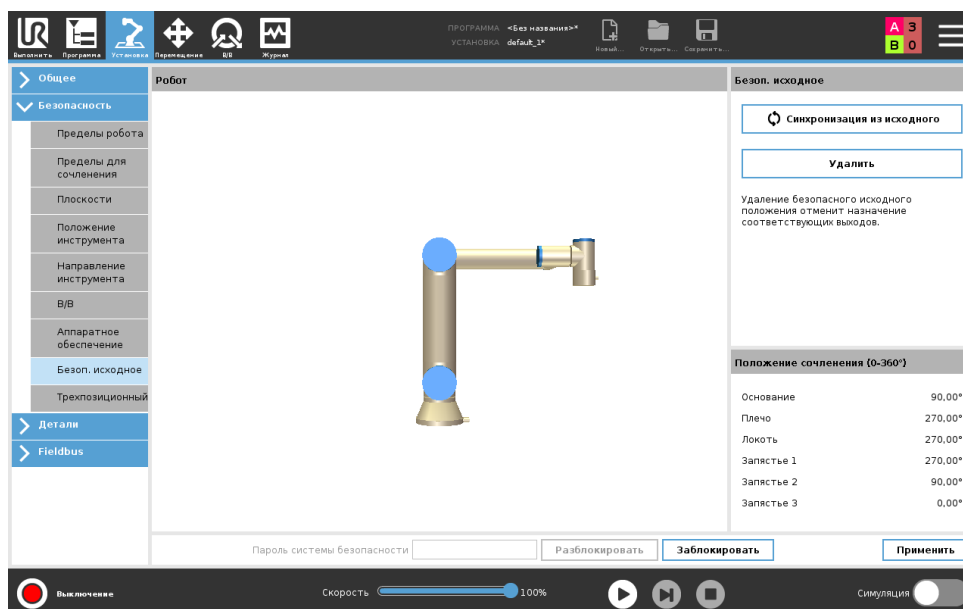 ПРОГРАММА <Без названия>*
УСТАНОВКА default_1*
Выполнить Программа Установка Перемещение В/В Журнал
Новый... Открыть... Сохранить...
A 3
B 0
Общее
Безопасность
Пределы робота
Пределы для
сочленения
Плоскости
Положение
инструмента
Направление
инструмента
В/В
Аппаратное
обеспечение
Безоп. исходное
Трехпозиционный
Детали
Fieldbus
Робот
Безоп. исходное
Синхронизация из исходного
Удалить
Удаление безопасного исходного
положения отменит назначение
соответствующих выходов.
Положение сочленения (0-360°)
Основание 90,00°
Плечо 270,00°
Локоть 270,00°
Запястье 1 270,00°
Запястье 2 90,00°
Запястье 3 0,00°
Пароль системы безопасности Разблокировать Заблокировать Применить
Выключение Скорость 100% Симуляция